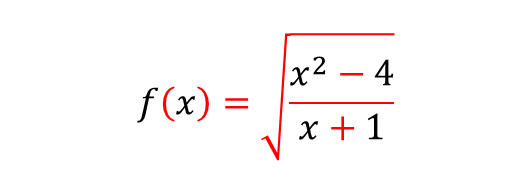 f(x) = √((x² − 4)/(x + 1))